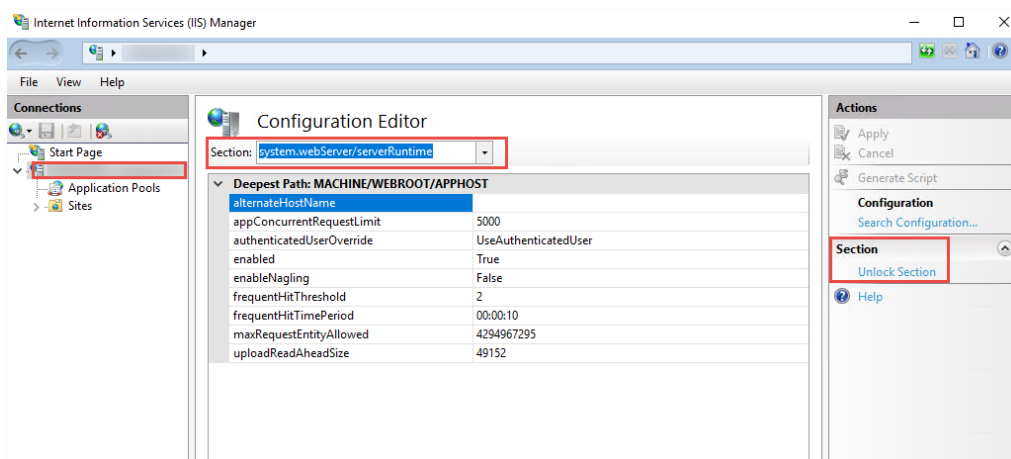 Internet Information Services (IIS) Manager
File View Help
Connections
Start Page
Application Pools
Sites
Configuration Editor
Section: system.webServer/serverRuntime
Deepest Path: MACHINE/WEBROOT/APPHOST
alternateHostName
appConcurrentRequestLimit 5000
authenticatedUserOverride UseAuthenticatedUser
enabled True
enableNagling False
frequentHitThreshold 2
frequentHitTimePeriod 00:00:10
maxRequestEntityAllowed 4294967295
uploadReadAheadSize 49152
Actions
Apply
Cancel
Generate Script
Configuration
Search Configuration...
Section
Unlock Section
Help